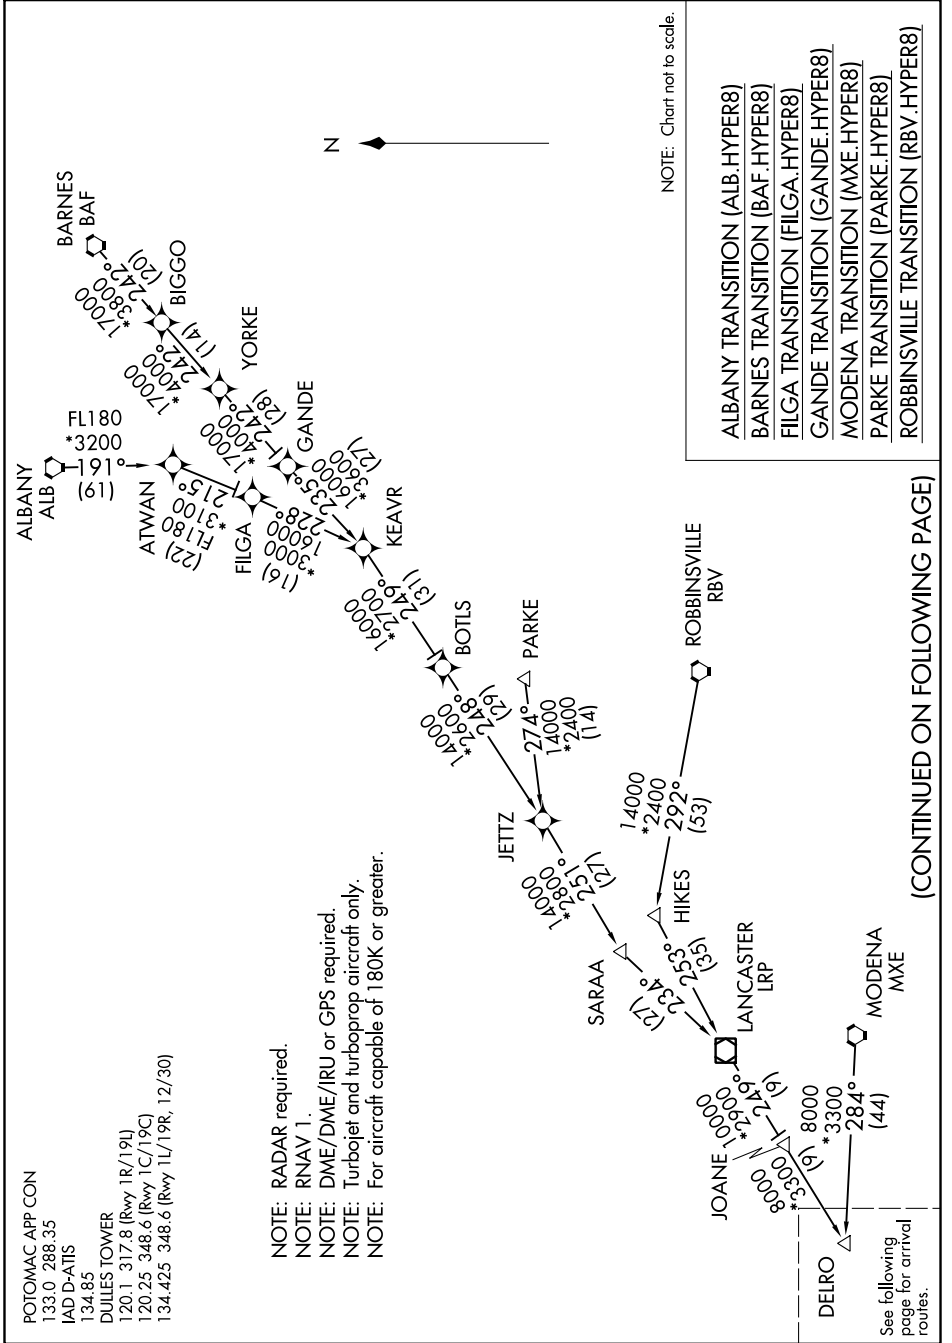 POTOMAC APP CON
133.0 288.35
IAD D-ATIS
134.85
DULLES TOWER
120.1 317.8 (Rwy 1R/19L)
120.25 348.6 (Rwy 1C/19C)
134.425 348.6 (Rwy 1L/19R, 12/30)
NOTE: RADAR required.
NOTE: RNAV 1.
NOTE: DME/DME/IRU or GPS required.
NOTE: Turbojet and turboprop aircraft only.
NOTE: For aircraft capable of 180K or greater.
ALBANY
ALB
FL180
*3200
191°
(61)
ATWAN
215°
*3100
FL180
(22)
FILGA
228°
16000
*3000
(16)
BARNES
BAF
17000
*3800
242°
(20)
BIGGO
17000
*4000
242°
(14)
YORKE
17000
*4000
242°
(28)
GANDE
235°
16000
*3600
(27)
KEAVR
16000
*2700
249°
(31)
BOTLS
14000
*2600
248°
(29)
PARKE
274°
14000
*2400
(14)
JETTZ
14000
*2800
251°
(27)
SARAA
234°
(27)
ROBBINSVILLE
RBV
14000
*2400
292°
(53)
HIKES
253°
(35)
LANCASTER
LRP
10000
*2900
249°
(9)
JOANE
8000
*3300
(9)
MODENA
MXE
8000
*3300
284°
(44)
DELRO
See following
page for arrival
routes.
N
NOTE: Chart not to scale.
ALBANY TRANSITION (ALB.HYPER8)
BARNES TRANSITION (BAF.HYPER8)
FILGA TRANSITION (FILGA.HYPER8)
GANDE TRANSITION (GANDE.HYPER8)
MODENA TRANSITION (MXE.HYPER8)
PARKE TRANSITION (PARKE.HYPER8)
ROBBINSVILLE TRANSITION (RBV.HYPER8)
(CONTINUED ON FOLLOWING PAGE)